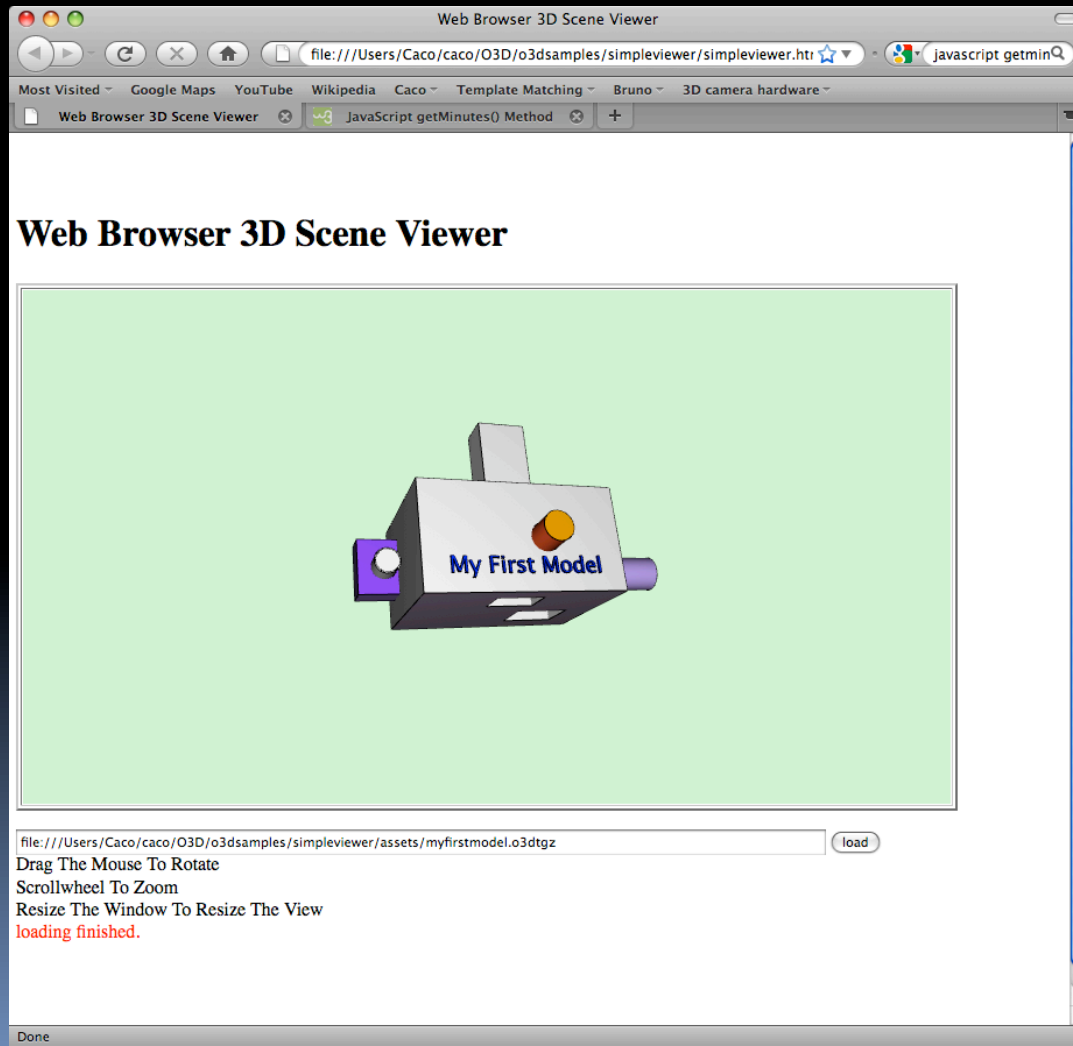 Web Browser 3D Scene Viewer
file:///Users/Caco/caco/O3D/o3dsamples/simpleviewer/simpleviewer.htr
javascript getmin
Most Visited Google Maps YouTube Wikipedia Caco Template Matching Bruno 3D camera hardware
Web Browser 3D Scene Viewer JavaScript getMinutes() Method +
Web Browser 3D Scene Viewer
My First Model
file:///Users/Caco/caco/O3D/o3dsamples/simpleviewer/assets/myfirstmodel.o3dtgz load
Drag The Mouse To Rotate
Scrollwheel To Zoom
Resize The Window To Resize The View
loading finished.
Done